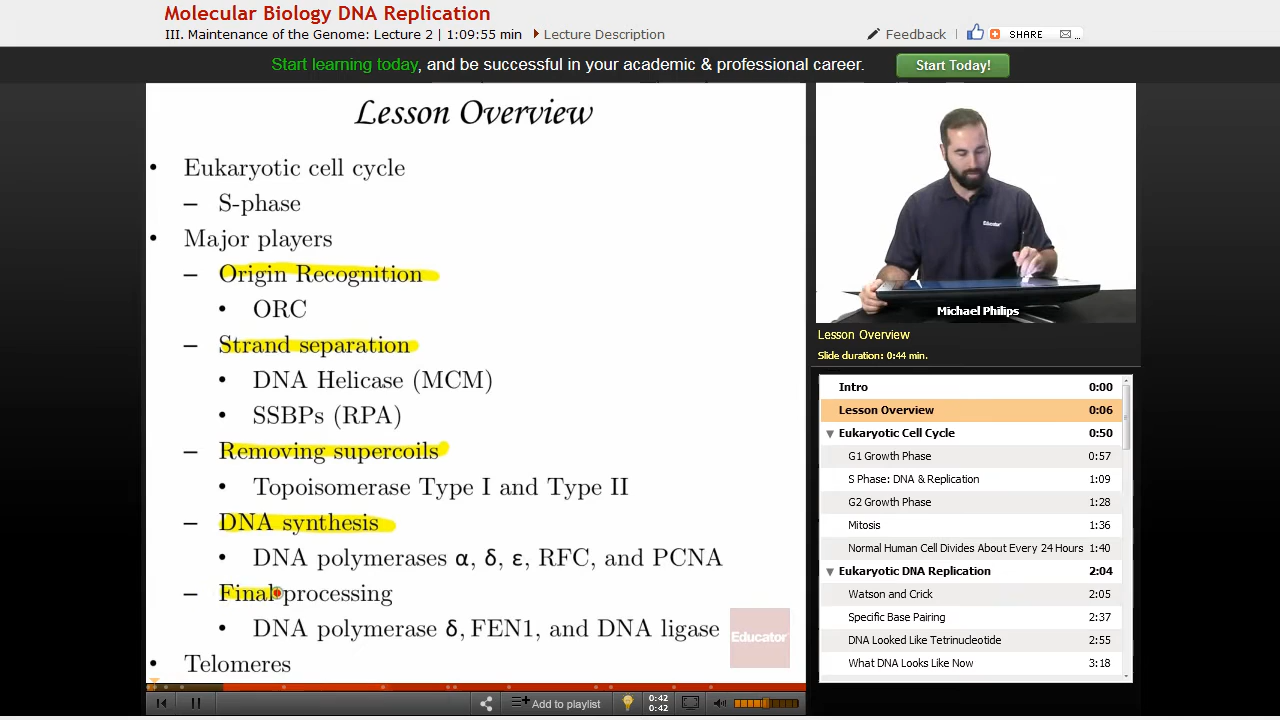 Molecular Biology DNA Replication
III. Maintenance of the Genome: Lecture 2 | 1:09:55 min
Lecture Description
Feedback
SHARE
Start learning today, and be successful in your academic & professional career.
Start Today!
Lesson Overview
• Eukaryotic cell cycle
– S-phase
• Major players
– Origin Recognition
• ORC
– Strand separation
• DNA Helicase (MCM)
• SSBPs (RPA)
– Removing supercoils
• Topoisomerase Type I and Type II
– DNA synthesis
• DNA polymerases α, δ, ε, RFC, and PCNA
– Final processing
• DNA polymerase δ, FEN1, and DNA ligase
• Telomeres
Educator
Add to playlist
0:42
0:42
Educator
Michael Philips
Lesson Overview
Slide duration: 0:44 min.
Intro 0:00
Lesson Overview 0:06
Eukaryotic Cell Cycle 0:50
G1 Growth Phase 0:57
S Phase: DNA & Replication 1:09
G2 Growth Phase 1:28
Mitosis 1:36
Normal Human Cell Divides About Every 24 Hours 1:40
Eukaryotic DNA Replication 2:04
Watson and Crick 2:05
Specific Base Pairing 2:37
DNA Looked Like Tetrinucleotide 2:55
What DNA Looks Like Now 3:18